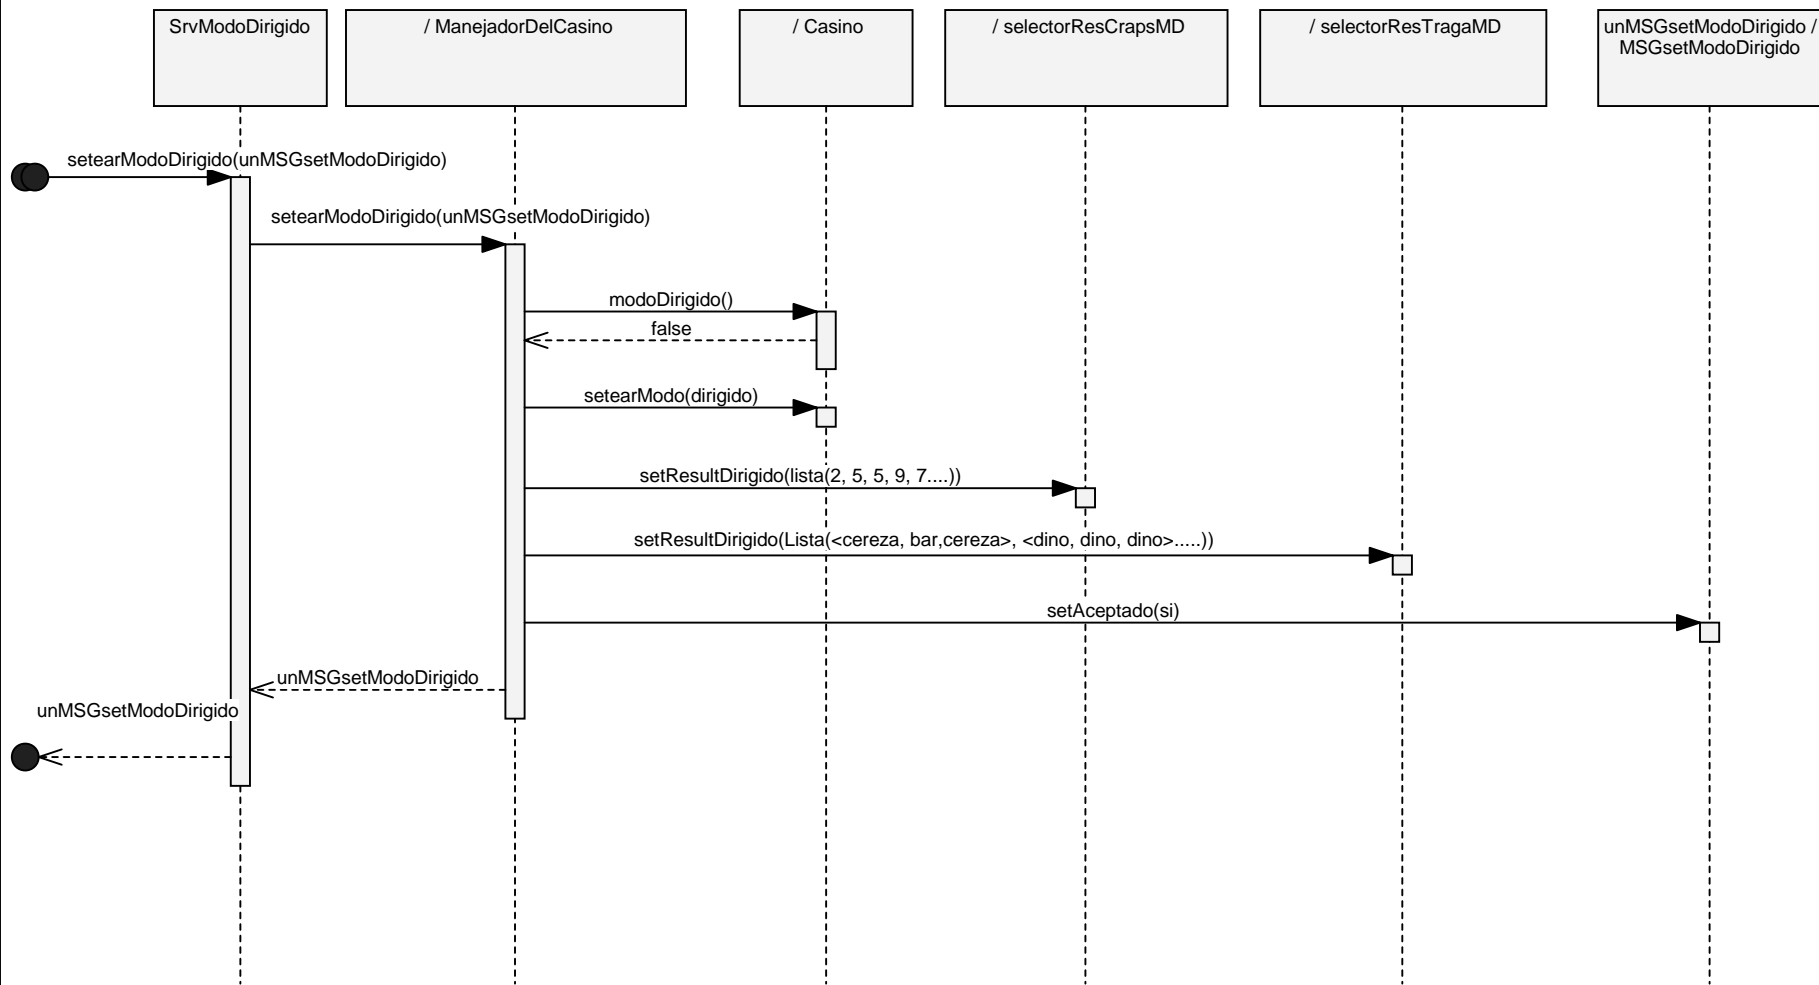 SrvModoDirigido
/ ManejadorDelCasino
/ Casino
/ selectorResCrapsMD
/ selectorResTragaMD
unMSGsetModoDirigido /
MSGsetModoDirigido
setearModoDirigido(unMSGsetModoDirigido)
setearModoDirigido(unMSGsetModoDirigido)
modoDirigido()
false
setearModo(dirigido)
setResultDirigido(lista(2, 5, 5, 9, 7....))
setResultDirigido(Lista(<cereza, bar,cereza>, <dino, dino, dino>.....))
setAceptado(si)
unMSGsetModoDirigido
unMSGsetModoDirigido